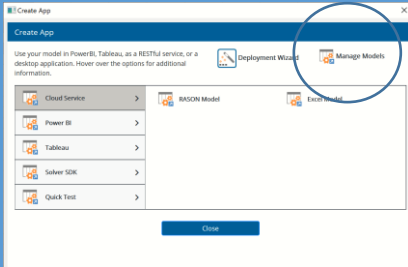 Create App
Create App
Use your model in PowerBI, Tableau, as a RESTful service, or a
desktop application. Hover over the options for additional
information.
Deployment Wizard
Manage Models
Cloud Service
RASON Model
Excel Model
Power BI
Tableau
Solver SDK
Quick Test
Close